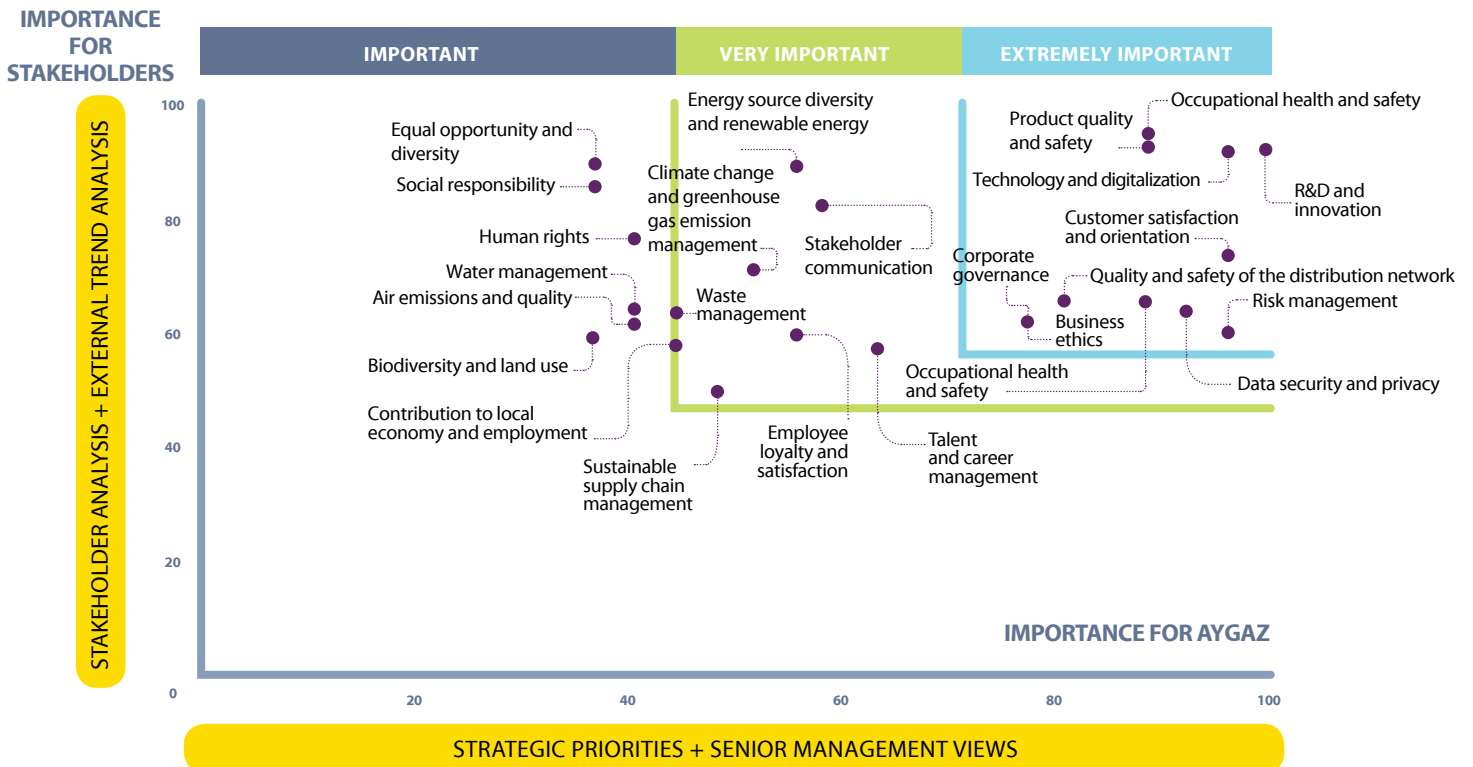 IMPORTANCE
FOR
STAKEHOLDERS
IMPORTANT
VERY IMPORTANT
EXTREMELY IMPORTANT
STAKEHOLDER ANALYSIS + EXTERNAL TREND ANALYSIS
100
80
60
40
20
0
Equal opportunity and
diversity
Social responsibility
Human rights
Water management
Air emissions and quality
Biodiversity and land use
Contribution to local
economy and employment
Sustainable
supply chain
management
Energy source diversity
and renewable energy
Climate change
and greenhouse
gas emission
management
Stakeholder
communication
Waste
management
Employee
loyalty and
satisfaction
Talent
and career
management
Occupational health and safety
Product quality
and safety
Technology and digitalization
R&D and
innovation
Customer satisfaction
and orientation
Corporate
governance
Quality and safety of the distribution network
Risk management
Business
ethics
Occupational health
and safety
Data security and privacy
IMPORTANCE FOR AYGAZ
20
40
60
80
100
STRATEGIC PRIORITIES + SENIOR MANAGEMENT VIEWS